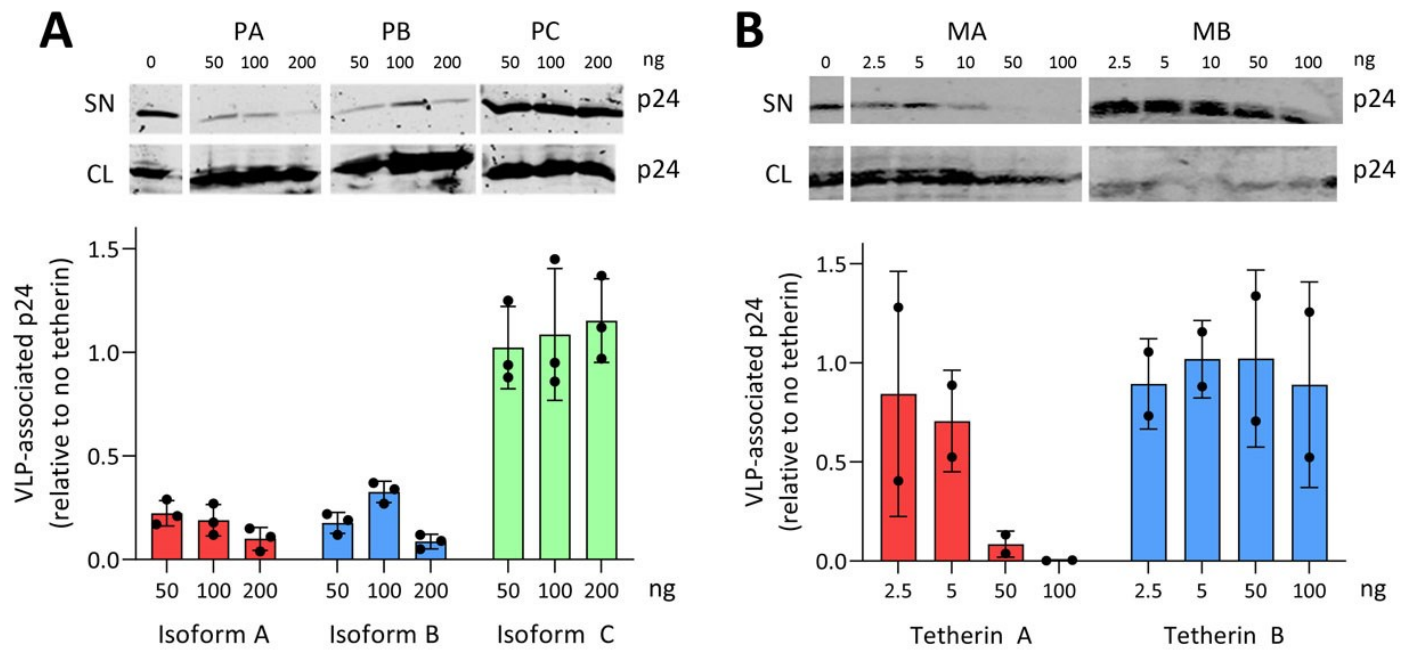 A
PA PB PC
0 50 100 200 50 100 200 50 100 200 ng
SN p24
CL p24
VLP-associated p24
(relative to no tetherin)
1.5
1.0
0.5
0.0
50 100 200 50 100 200 50 100 200 ng
Isoform A Isoform B Isoform C
B
MA MB
0 2.5 5 10 50 100 2.5 5 10 50 100 ng
SN p24
CL p24
VLP-associated p24
(relative to no tetherin)
1.5
1.0
0.5
0.0
2.5 5 50 100 2.5 5 50 100 ng
Tetherin A Tetherin B